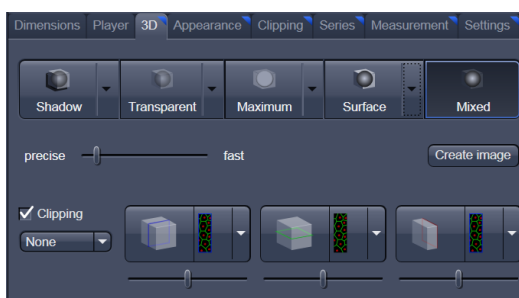 Dimensions Player 3D Appearance Clipping Series Measurement Settings
Shadow Transparent Maximum Surface Mixed
precise fast Create image
Clipping
None